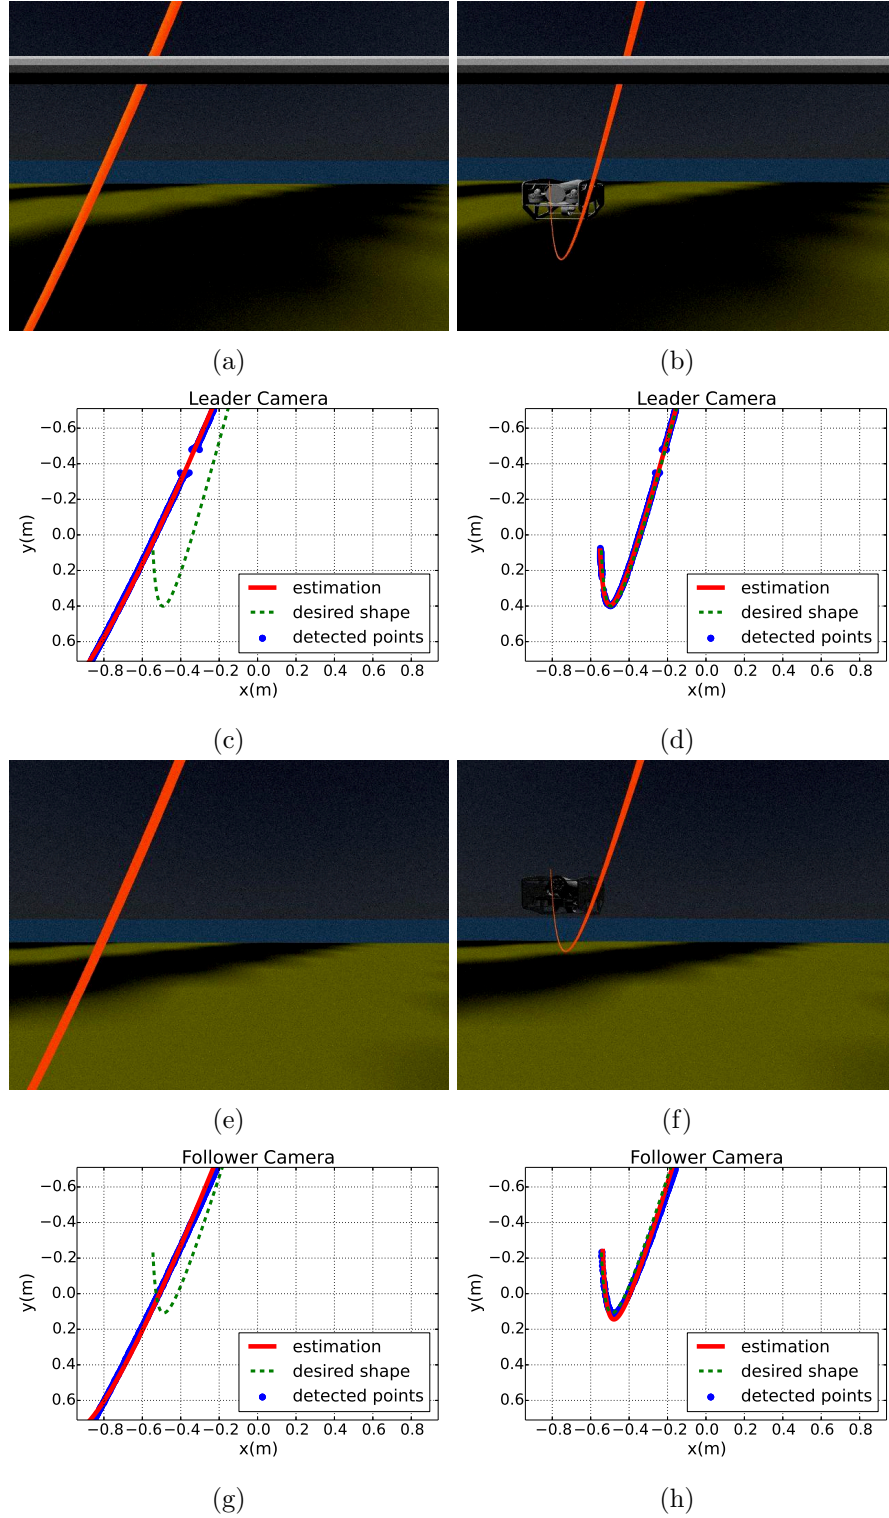 (a)
(b)
Leader Camera
−0.6
−0.4
−0.2
0.0
0.2
0.4
0.6
y(m)
estimation
desired shape
detected points
−0.8 −0.6 −0.4 −0.2 0.0 0.2 0.4 0.6 0.8
x(m)
Leader Camera
−0.6
−0.4
−0.2
0.0
0.2
0.4
0.6
y(m)
estimation
desired shape
detected points
−0.8 −0.6 −0.4 −0.2 0.0 0.2 0.4 0.6 0.8
x(m)
(c)
(d)
(e)
(f)
Follower Camera
−0.6
−0.4
−0.2
0.0
0.2
0.4
0.6
y(m)
estimation
desired shape
detected points
−0.8 −0.6 −0.4 −0.2 0.0 0.2 0.4 0.6 0.8
x(m)
Follower Camera
−0.6
−0.4
−0.2
0.0
0.2
0.4
0.6
y(m)
estimation
desired shape
detected points
−0.8 −0.6 −0.4 −0.2 0.0 0.2 0.4 0.6 0.8
x(m)
(g)
(h)